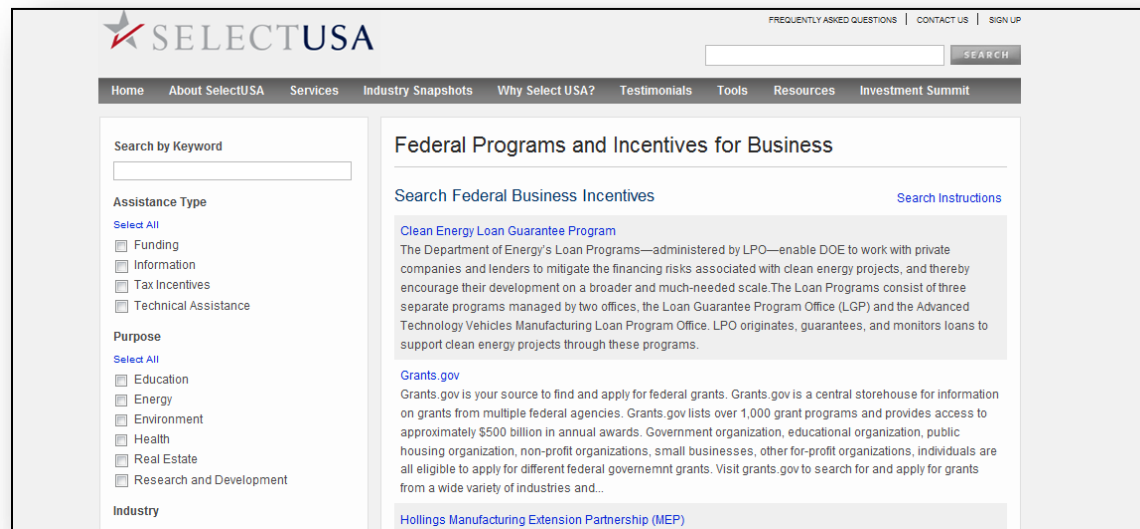 SELECTUSA
FREQUENTLY ASKED QUESTIONS | CONTACT US | SIGN UP
SEARCH
Home About SelectUSA Services Industry Snapshots Why Select USA? Testimonials Tools Resources Investment Summit
Search by Keyword
Assistance Type
Select All
Funding
Information
Tax Incentives
Technical Assistance
Purpose
Select All
Education
Energy
Environment
Health
Real Estate
Research and Development
Industry
Federal Programs and Incentives for Business
Search Federal Business Incentives
Search Instructions
Clean Energy Loan Guarantee Program
The Department of Energy's Loan Programs—administered by LPO—enable DOE to work with private
companies and lenders to mitigate the financing risks associated with clean energy projects, and thereby
encourage their development on a broader and much-needed scale.The Loan Programs consist of three
separate programs managed by two offices, the Loan Guarantee Program Office (LGP) and the Advanced
Technology Vehicles Manufacturing Loan Program Office. LPO originates, guarantees, and monitors loans to
support clean energy projects through these programs.
Grants.gov
Grants.gov is your source to find and apply for federal grants. Grants.gov is a central storehouse for information
on grants from multiple federal agencies. Grants.gov lists over 1,000 grant programs and provides access to
approximately $500 billion in annual awards. Government organization, educational organization, public
housing organization, non-profit organizations, small businesses, other for-profit organizations, individuals are
all eligible to apply for different federal governemnt grants. Visit grants.gov to search for and apply for grants
from a wide variety of industries and...
Hollings Manufacturing Extension Partnership (MEP)